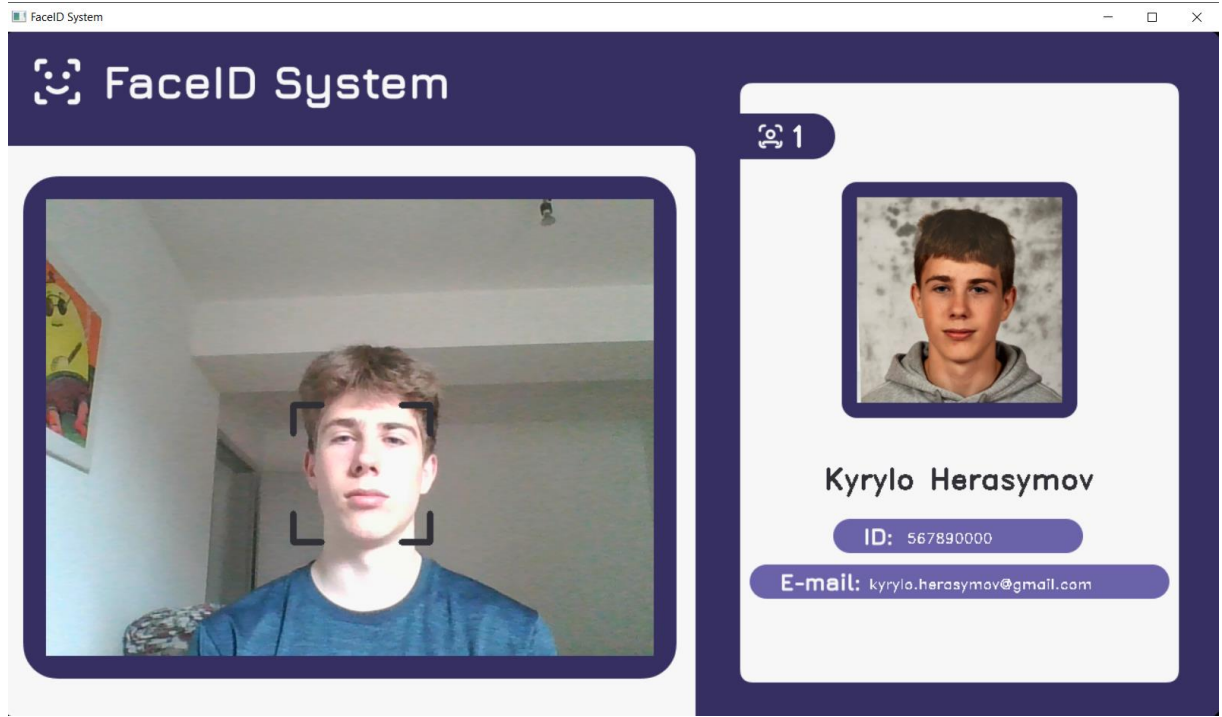 FaceID System
FaceID System
1
Kyrylo Herasymov
ID: 567890000
E-mail: kyrylo.herasymov@gmail.com